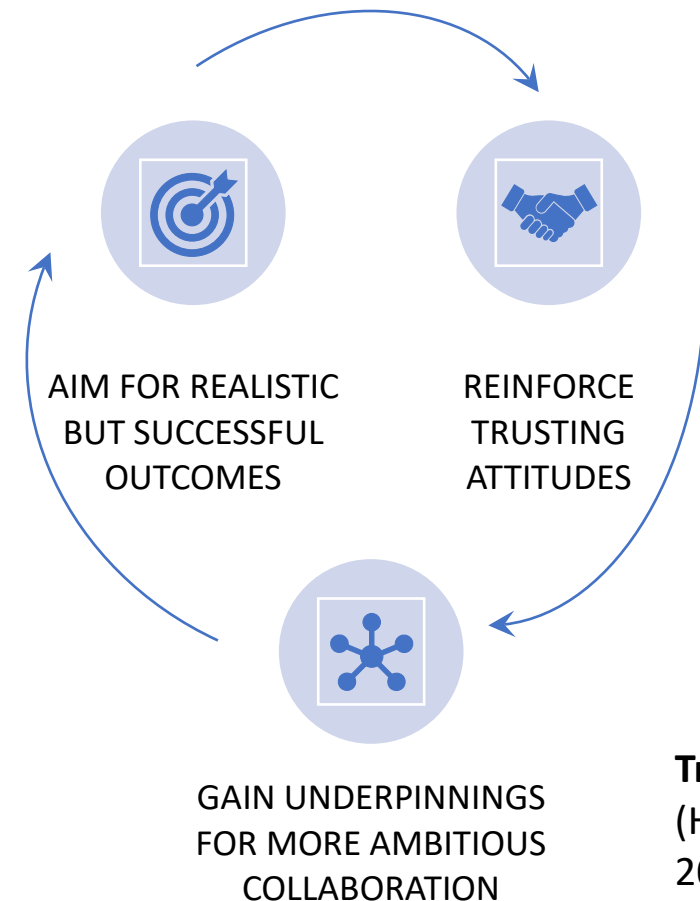 AIM FOR REALISTIC
BUT SUCCESSFUL
OUTCOMES
REINFORCE
TRUSTING
ATTITUDES
GAIN UNDERPINNINGS
FOR MORE AMBITIOUS
COLLABORATION